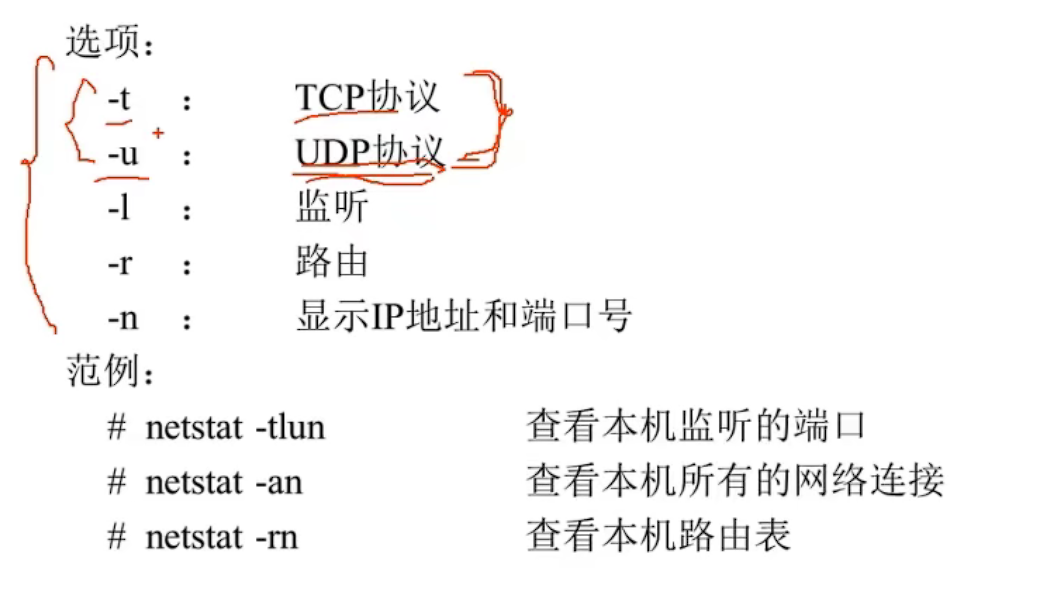 选项：
-t ： TCP协议
-u ： UDP协议
-l ： 监听
-r ： 路由
-n ： 显示IP地址和端口号
范例：
# netstat -tlun 查看本机监听的端口
# netstat -an 查看本机所有的网络连接
# netstat -rn 查看本机路由表